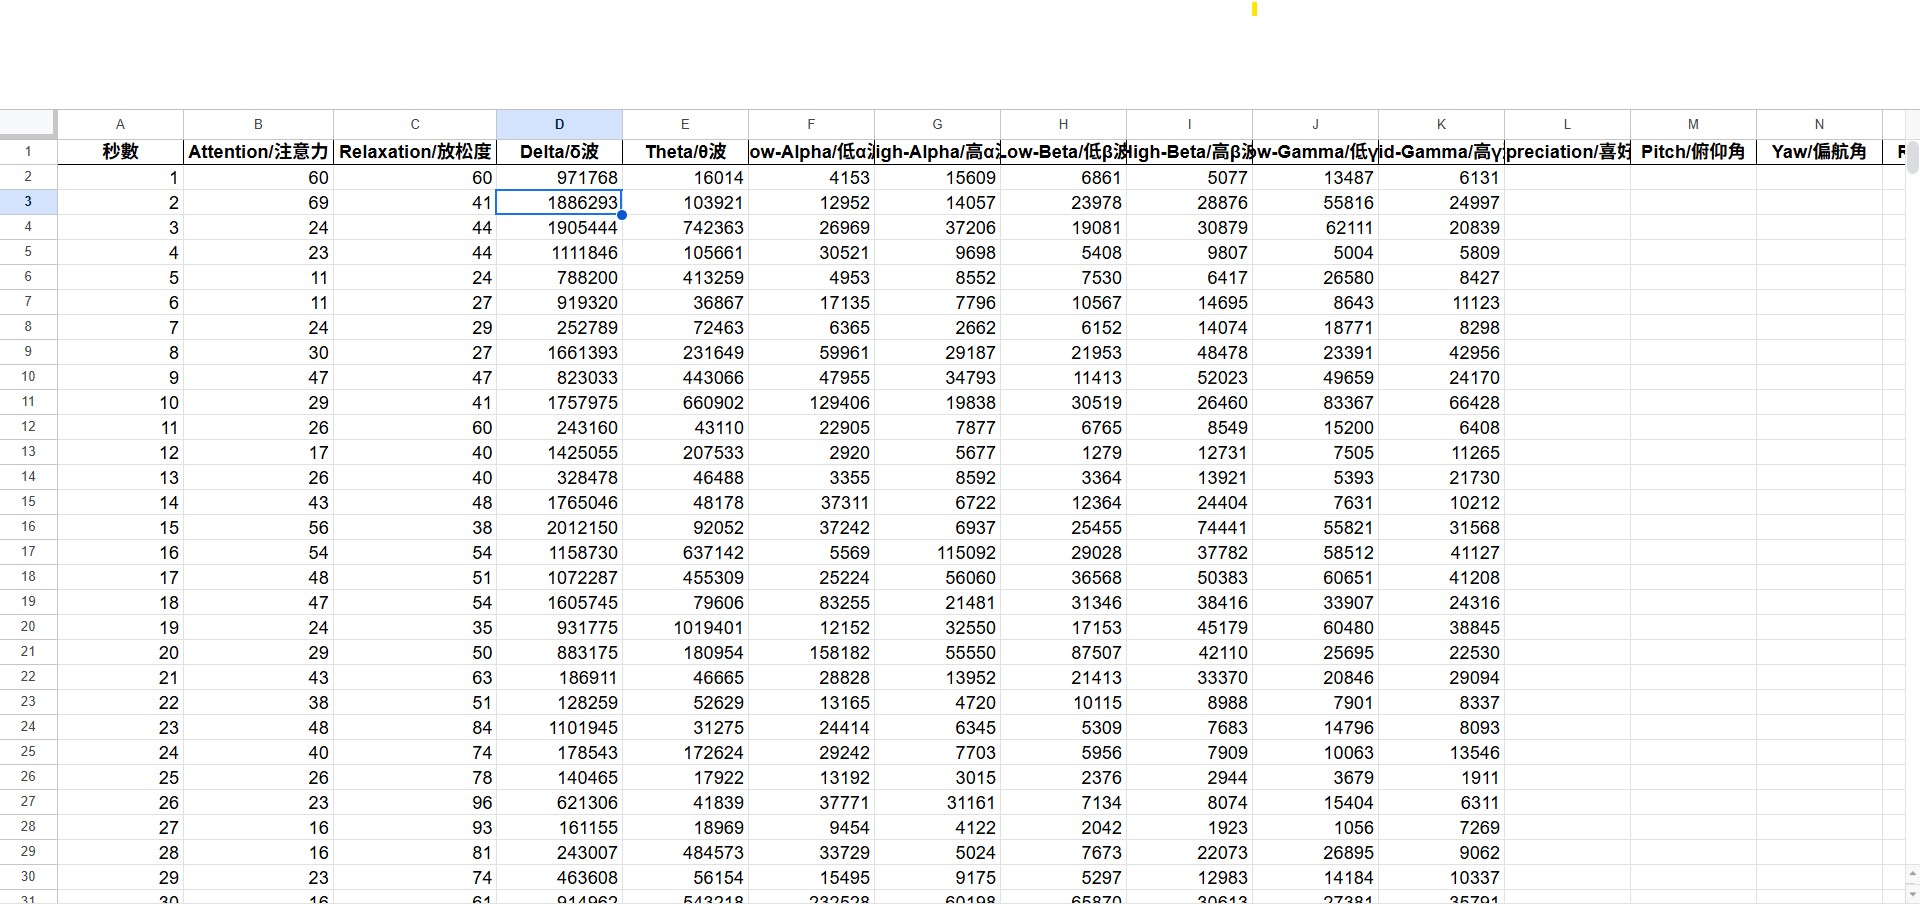 A B C D E F G H I J K L M N
1 秒數 Attention/注意力 Relaxation/放松度 Delta/δ波 Theta/θ波 ow-Alpha/低α igh-Alpha/高α Low-Beta/低β波 High-Beta/高β ow-Gamma/低γ id-Gamma/高γ preciation/喜好 Pitch/俯仰角 Yaw/偏航角
2 1 60 60 971768 16014 4153 15609 6861 5077 13487 6131
3 2 69 41 1886293 103921 12952 14057 23978 28876 55816 24997
4 3 24 44 1905444 742363 26969 37206 19081 30879 62111 20839
5 4 23 44 1111846 105661 30521 9698 5408 9807 5004 5809
6 5 11 24 788200 413259 4953 8552 7530 6417 26580 8427
7 6 11 27 919320 36867 17135 7796 10567 14695 8643 11123
8 7 24 29 252789 72463 6365 2662 6152 14074 18771 8298
9 8 30 27 1661393 231649 59961 29187 21953 48478 23391 42956
10 9 47 47 823033 443066 47955 34793 11413 52023 49659 24170
11 10 29 41 1757975 660902 129406 19838 30519 26460 83367 66428
12 11 26 60 243160 43110 22905 7877 6765 8549 15200 6408
13 12 17 40 1425055 207533 2920 5677 1279 12731 7505 11265
14 13 26 40 328478 46488 3355 8592 3364 13921 5393 21730
15 14 43 48 1765046 48178 37311 6722 12364 24404 7631 10212
16 15 56 38 2012150 92052 37242 6937 25455 74441 55821 31568
17 16 54 54 1158730 637142 5569 115092 29028 37782 58512 41127
18 17 48 51 1072287 455309 25224 56060 36568 50383 60651 41208
19 18 47 54 1605745 79606 83255 21481 31346 38416 33907 24316
20 19 24 35 931775 1019401 12152 32550 17153 45179 60480 38845
21 20 29 50 883175 180954 158182 55550 87507 42110 25695 22530
22 21 43 63 186911 46665 28828 13952 21413 33370 20846 29094
23 22 38 51 128259 52629 13165 4720 10115 8988 7901 8337
24 23 48 84 1101945 31275 24414 6345 5309 7683 14796 8093
25 24 40 74 178543 172624 29242 7703 5956 7909 10063 13546
26 25 26 78 140465 17922 13192 3015 2376 2944 3679 1911
27 26 23 96 621306 41839 37771 31161 7134 8074 15404 6311
28 27 16 93 161155 18969 9454 4122 2042 1923 1056 7269
29 28 16 81 243007 484573 33729 5024 7673 22073 26895 9062
30 29 23 74 463608 56154 15495 9175 5297 12983 14184 10337
31 30 16 61 914962 543218 232528 60198 65870 30613 27381 35791